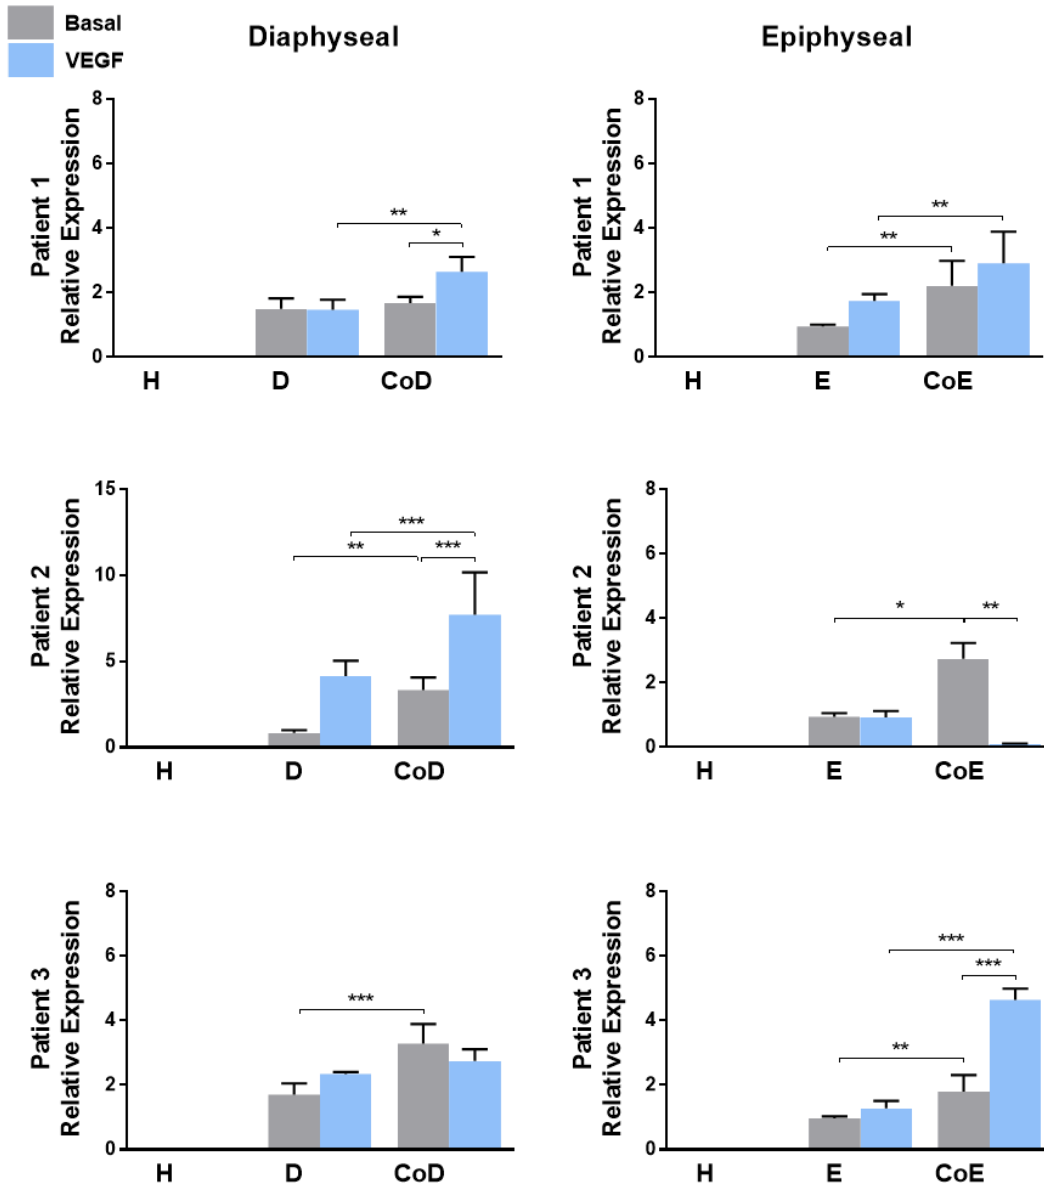 Basal
VEGF
Diaphyseal
Epiphyseal
Patient 1
Relative Expression
8
6
4
2
0
**
*
H D CoD
Patient 1
Relative Expression
8
6
4
2
0
**
**
H E CoE
Patient 2
Relative Expression
15
10
5
0
***
** ***
H D CoD
Patient 2
Relative Expression
8
6
4
2
0
* **
H E CoE
Patient 3
Relative Expression
8
6
4
2
0
***
H D CoD
Patient 3
Relative Expression
8
6
4
2
0
***
***
**
H E CoE